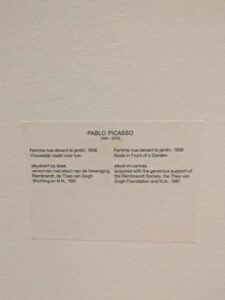 PABLO PICASSO
(1881 - 1973)
Femme nue devant le jardin, 1956
Vrouwelijk naakt voor tuin
alkydverf op doek
verworven met steun van de Vereniging
Rembrandt, de Theo van Gogh
Stichting en N.N., 1981
Femme nue devant le jardin, 1956
Nude in Front of a Garden
alkyd on canvas
acquired with the generous support of
the Rembrandt Society, the Theo van
Gogh Foundation and N.N., 1981